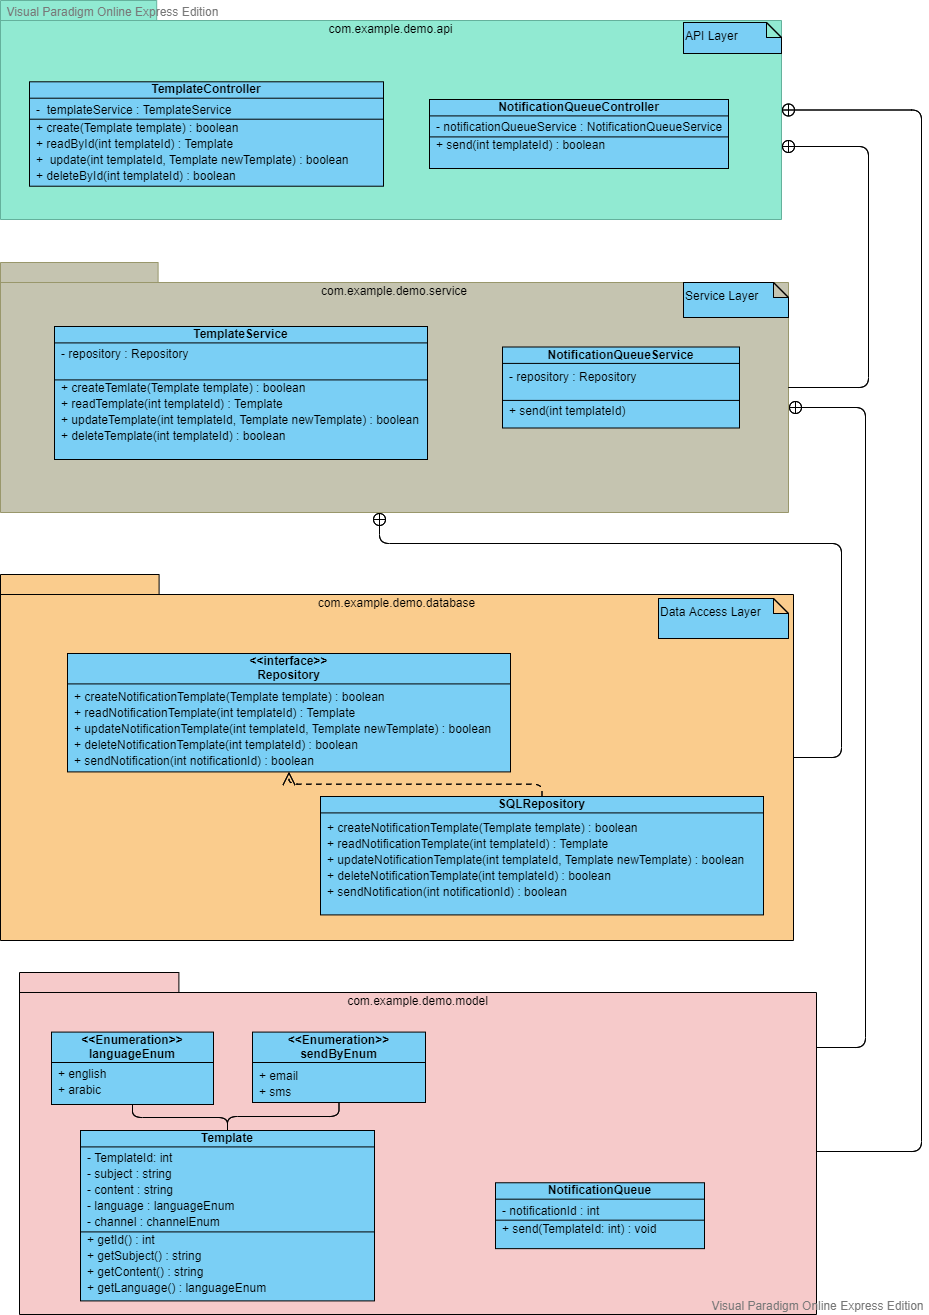 Visual Paradigm Online Express Edition
com.example.demo.api
API Layer
TemplateController
- templateService : TemplateService
+ create(Template template) : boolean
+ readById(int templateId) : Template
+ update(int templateId, Template newTemplate) : boolean
+ deleteById(int templateId) : boolean
NotificationQueueController
- notificationQueueService : NotificationQueueService
+ send(int templateId) : boolean
com.example.demo.service
Service Layer
TemplateService
- repository : Repository
+ createTemlate(Template template) : boolean
+ readTemplate(int templateId) : Template
+ updateTemplate(int templateId, Template newTemplate) : boolean
+ deleteTemplate(int templateId) : boolean
NotificationQueueService
- repository : Repository
+ send(int templateId)
com.example.demo.database
Data Access Layer
<<interface>>
Repository
+ createNotificationTemplate(Template template) : boolean
+ readNotificationTemplate(int templateId) : Template
+ updateNotificationTemplate(int templateId, Template newTemplate) : boolean
+ deleteNotificationTemplate(int templateId) : boolean
+ sendNotification(int notificationId) : boolean
SQLRepository
+ createNotificationTemplate(Template template) : boolean
+ readNotificationTemplate(int templateId) : Template
+ updateNotificationTemplate(int templateId, Template newTemplate) : boolean
+ deleteNotificationTemplate(int templateId) : boolean
+ sendNotification(int notificationId) : boolean
com.example.demo.model
<<Enumeration>>
languageEnum
+ english
+ arabic
<<Enumeration>>
sendByEnum
+ email
+ sms
Template
- TemplateId: int
- subject : string
- content : string
- language : languageEnum
- channel : channelEnum
+ getId() : int
+ getSubject() : string
+ getContent() : string
+ getLanguage() : languageEnum
NotificationQueue
- notificationId : int
+ send(TemplateId: int) : void
Visual Paradigm Online Express Edition